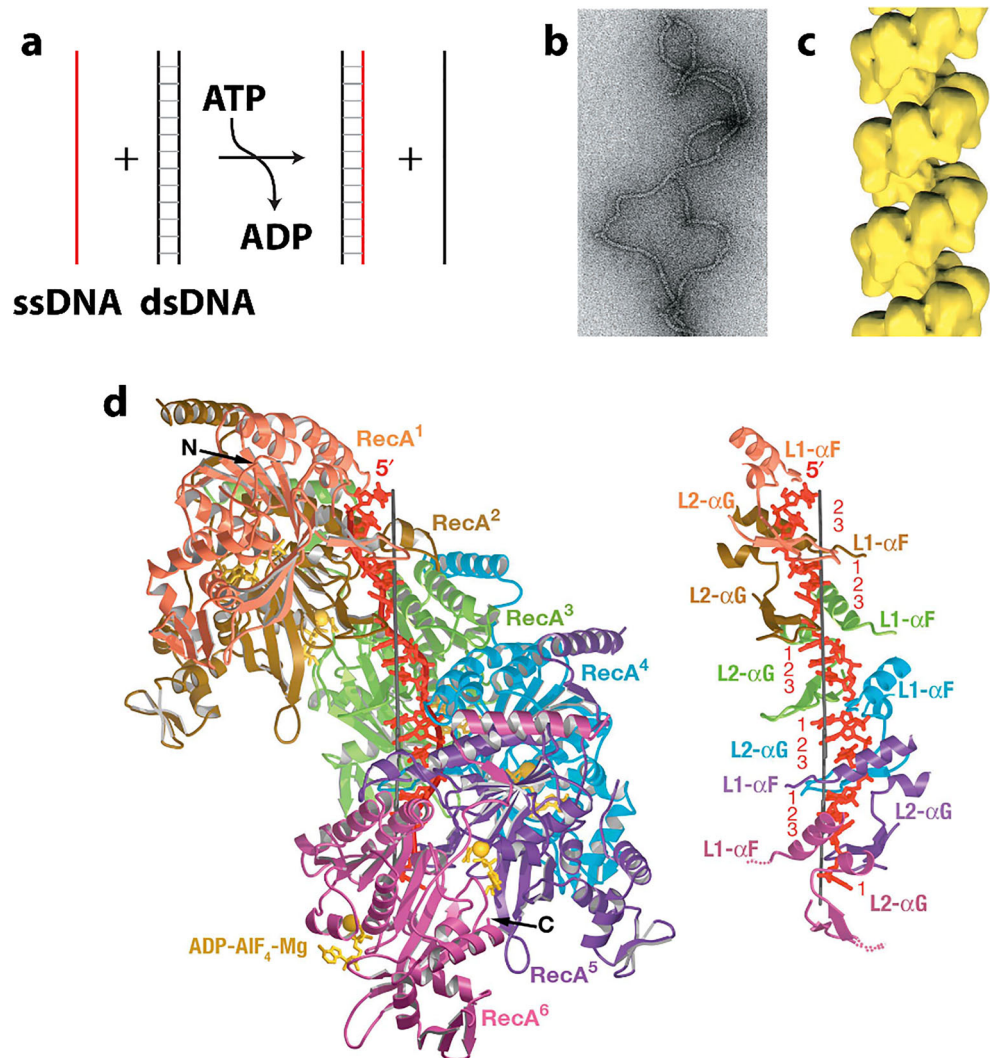 a
ATP
+
+
ADP
ssDNA dsDNA
b
c
d
N
RecA¹
5′
RecA²
RecA³
RecA⁴
C
ADP-AlF₄-Mg
RecA⁵
RecA⁶
L1-αF
5′
L2-αG
2
3
L1-αF
1
L2-αG
2
3
L1-αF
1
L2-αG
2
3
L1-αF
1
L2-αG
2
3
L1-αF
1
L2-αG
2
3
L1-αF
1
L2-αG